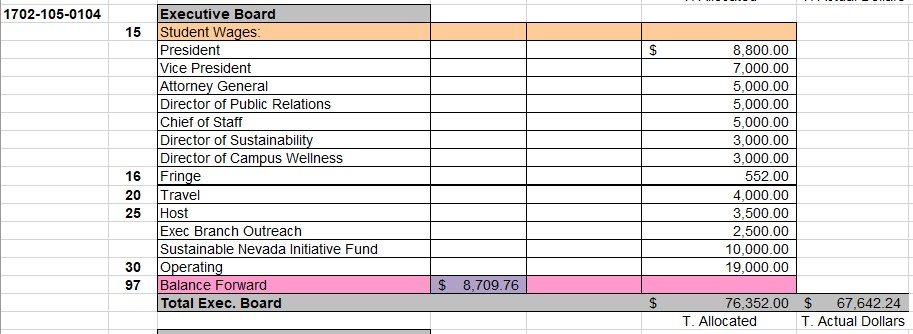 1702-105-0104 Executive Board
15 Student Wages:
President $ 8,800.00
Vice President 7,000.00
Attorney General 5,000.00
Director of Public Relations 5,000.00
Chief of Staff 5,000.00
Director of Sustainability 3,000.00
Director of Campus Wellness 3,000.00
16 Fringe 552.00
20 Travel 4,000.00
25 Host 3,500.00
Exec Branch Outreach 2,500.00
Sustainable Nevada Initiative Fund 10,000.00
30 Operating 19,000.00
97 Balance Forward $ 8,709.76
Total Exec. Board $ 76,352.00 $ 67,642.24
T. Allocated T. Actual Dollars